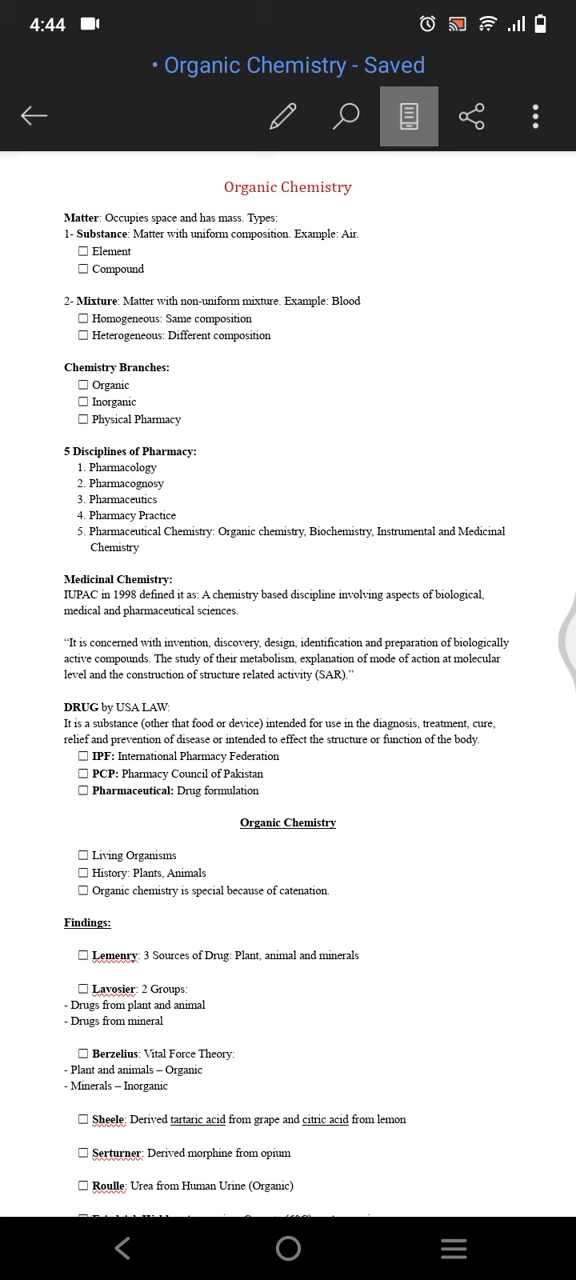 4:44
• Organic Chemistry - Saved
Organic Chemistry
Matter: Occupies space and has mass. Types:
1- Substance: Matter with uniform composition. Example: Air.
☐ Element
☐ Compound
2- Mixture: Matter with non-uniform mixture. Example: Blood
☐ Homogeneous: Same composition
☐ Heterogeneous: Different composition
Chemistry Branches:
☐ Organic
☐ Inorganic
☐ Physical Pharmacy
5 Disciplines of Pharmacy:
1. Pharmacology
2. Pharmacognosy
3. Pharmaceutics
4. Pharmacy Practice
5. Pharmaceutical Chemistry: Organic chemistry, Biochemistry, Instrumental and Medicinal
Chemistry
Medicinal Chemistry:
IUPAC in 1998 defined it as: A chemistry based discipline involving aspects of biological,
medical and pharmaceutical sciences.
“It is concerned with invention, discovery, design, identification and preparation of biologically
active compounds. The study of their metabolism, explanation of mode of action at molecular
level and the construction of structure related activity (SAR).”
DRUG by USA LAW:
It is a substance (other that food or device) intended for use in the diagnosis, treatment, cure,
relief and prevention of disease or intended to effect the structure or function of the body.
☐ IPF: International Pharmacy Federation
☐ PCP: Pharmacy Council of Pakistan
☐ Pharmaceutical: Drug formulation
Organic Chemistry
☐ Living Organisms
☐ History: Plants, Animals
☐ Organic chemistry is special because of catenation.
Findings:
☐ Lemenry: 3 Sources of Drug: Plant, animal and minerals
☐ Lavosier: 2 Groups:
- Drugs from plant and animal
- Drugs from mineral
☐ Berzelius: Vital Force Theory:
- Plant and animals – Organic
- Minerals – Inorganic
☐ Sheele: Derived tartaric acid from grape and citric acid from lemon
☐ Serturner: Derived morphine from opium
☐ Roulle: Urea from Human Urine (Organic)